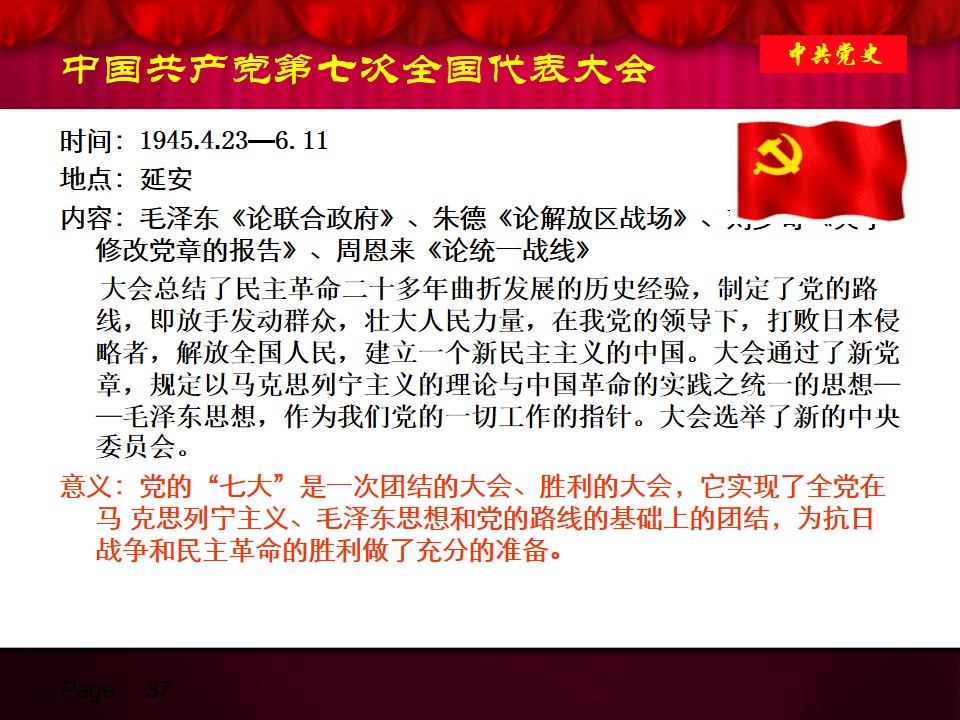 中国共产党第七次全国代表大会
中共党史
时间：1945.4.23—6.11
地点：延安
内容：毛泽东《论联合政府》、朱德《论解放区战场》、
修改党章的报告》、周恩来《论统一战线》
大会总结了民主革命二十多年曲折发展的历史经验，制定了党的路
线，即放手发动群众，壮大人民力量，在我党的领导下，打败日本侵
略者，解放全国人民，建立一个新民主主义的中国。大会通过了新党
章，规定以马克思列宁主义的理论与中国革命的实践之统一的思想—
—毛泽东思想，作为我们党的一切工作的指针。大会选举了新的中央
委员会。
意义：党的“七大”是一次团结的大会、胜利的大会，它实现了全党在
马 克思列宁主义、毛泽东思想和党的路线的基础上的团结，为抗日
战争和民主革命的胜利做了充分的准备。
Page 37